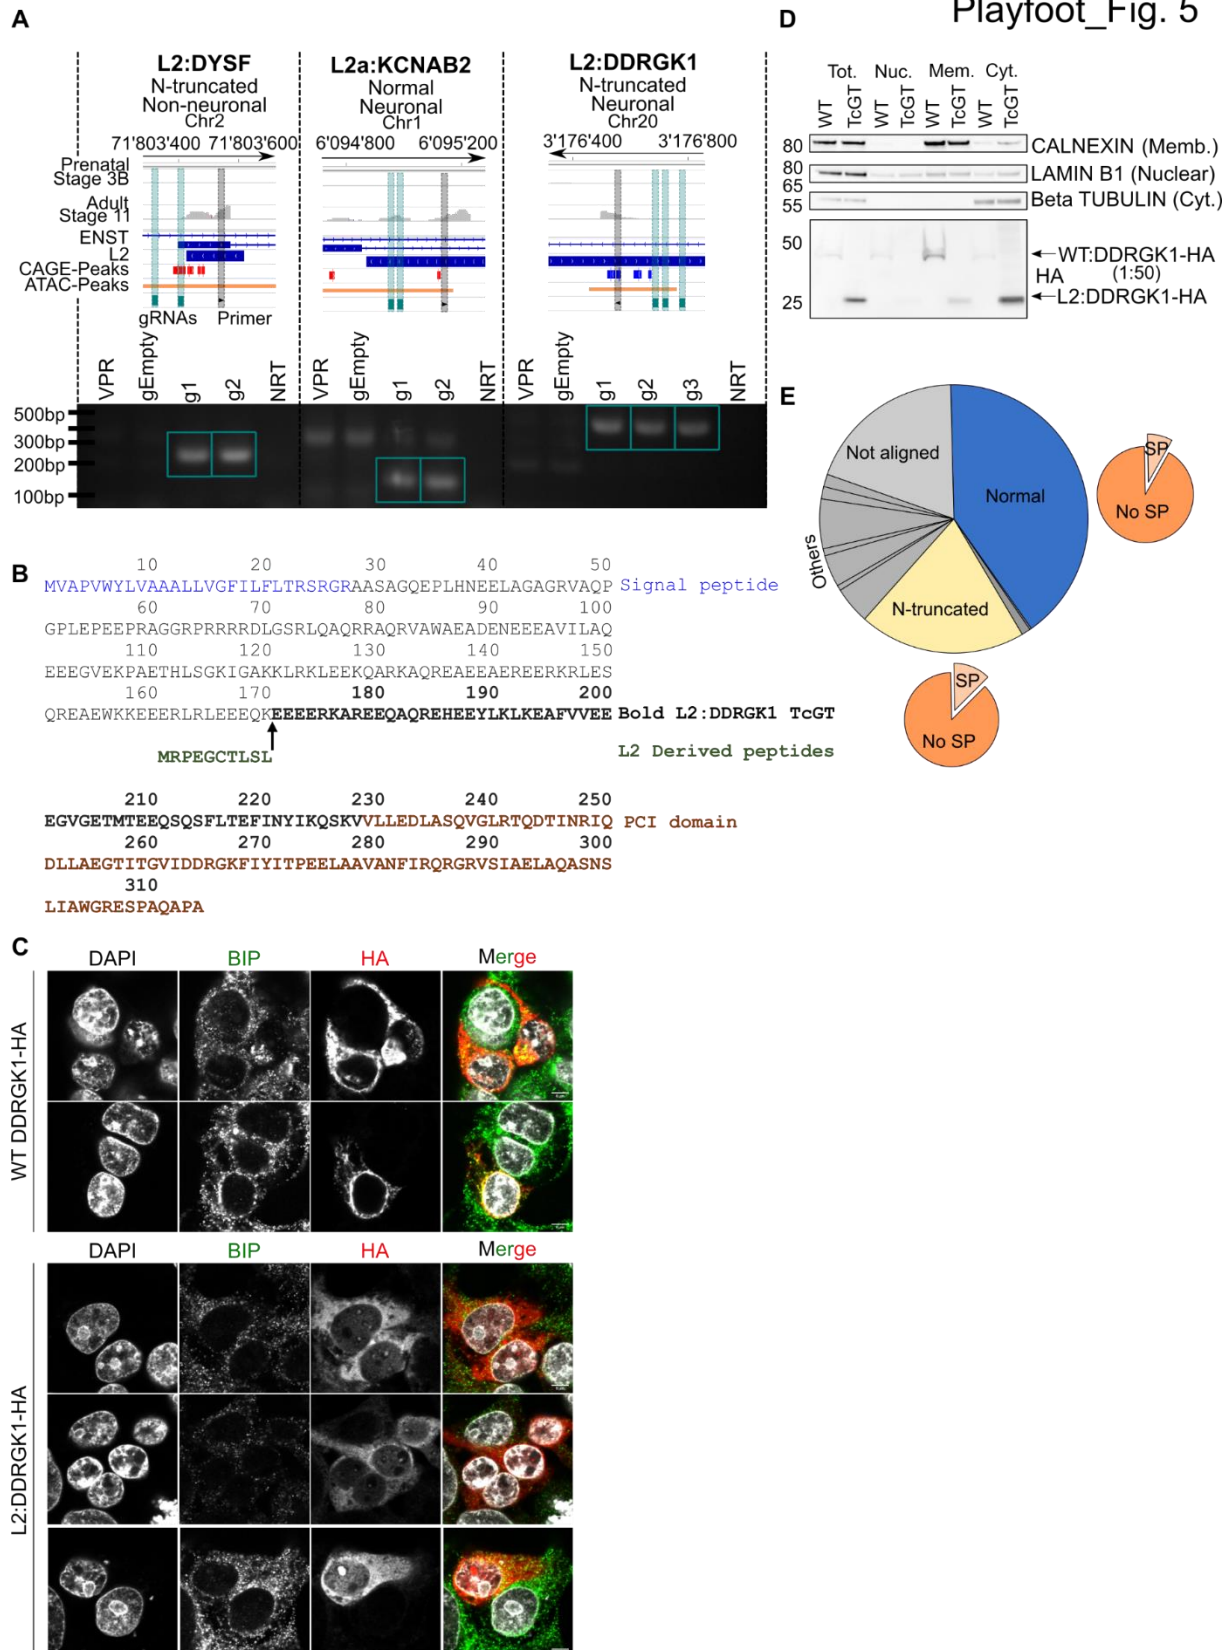 Playfoot_Fig. 5
A
L2:DYSF
N-truncated
Non-neuronal
Chr2
71'803'400 71'803'600
L2a:KCNAB2
Normal
Neuronal
Chr1
6'094'800 6'095'200
L2:DDRGK1
N-truncated
Neuronal
Chr20
3'176'400 3'176'800
Prenatal
Stage 3B
Adult
Stage 11
ENST
L2
CAGE-Peaks
ATAC-Peaks
gRNAs Primer
VPR gEmpty g1 g2 NRT
VPR gEmpty g1 g2 NRT
VPR gEmpty g1 g2 g3 NRT
500bp
300bp
200bp
100bp
B
10 20 30 40 50
MVAPVWYLVAAALLVGFILFLTRSRGRAASAGQEPLHNEELAGAGRVAQP Signal peptide
60 70 80 90 100
GPLEPEEPRAGGRPRRRRDLGSRLQAQRRAQRVAWAEADENEEEAVILAQ
110 120 130 140 150
EEEGVEKPAETHLSGKIGAKKLRKLEEKQARKAQREAEEAEREERKRLES
160 170 180 190 200
QREAEWKKEEERLRLEEEQKEEEERKAREEQAQREHEEYLKLKEAFVVEE Bold L2:DDRGK1 TcGT
MRPEGCTLSL L2 Derived peptides
210 220 230 240 250
EGVGETMTEEQSQSFLTEFINYIKQSKVVLLEDLASQVGLRTQDTINRIQ PCI domain
260 270 280 290 300
DLLAEGTITGVIDDRGKFIYITPEELAAVANFIRQRGRVSIAELAQASNS
310
LIAWGRESPAQAPA
C
DAPI BIP HA Merge
WT DDRGK1-HA
DAPI BIP HA Merge
L2:DDRGK1-HA
D
Tot. Nuc. Mem. Cyt.
WT TcGT WT TcGT WT TcGT WT TcGT
80 CALNEXIN (Memb.)
80
65 LAMIN B1 (Nuclear)
55 Beta TUBULIN (Cyt.)
50
WT:DDRGK1-HA
HA (1:50)
25 L2:DDRGK1-HA
E
Not aligned
Normal
Others
N-truncated
SP
No SP
SP
No SP